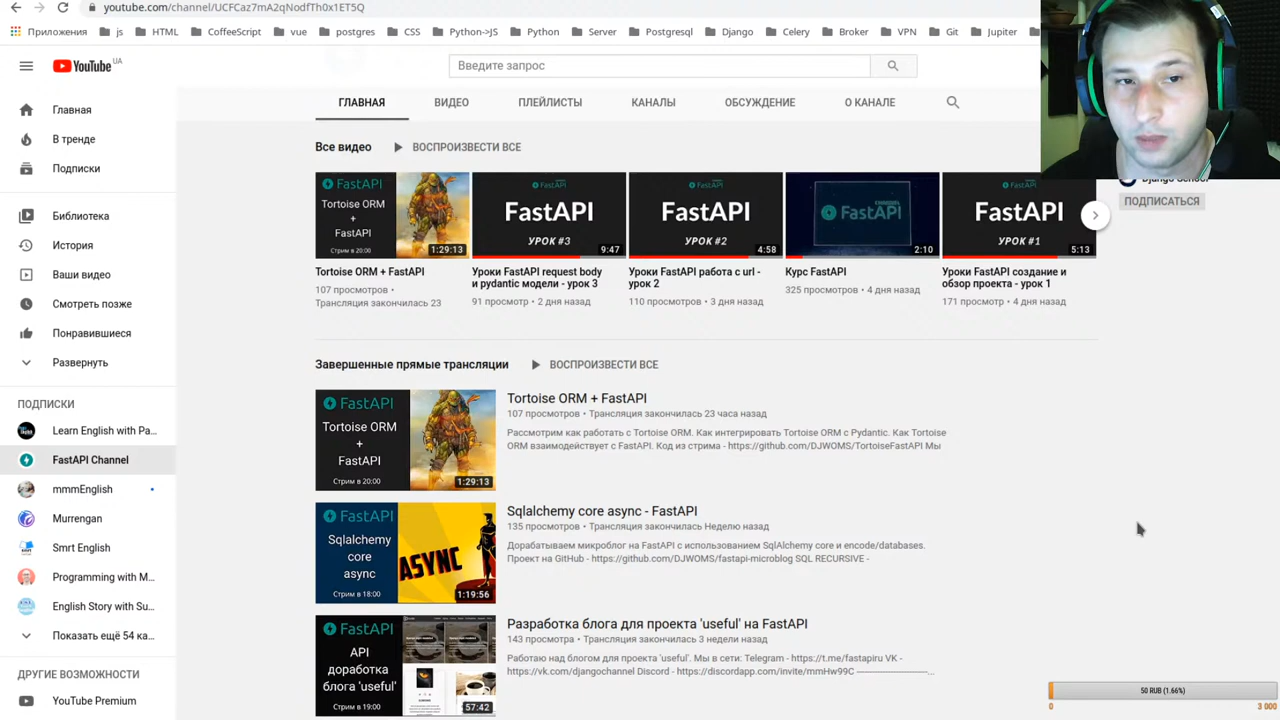 youtube.com/channel/UCFCaz7mA2qNodfTh0x1ET5Q
Приложения js HTML CoffeeScript vue postgres CSS Python->JS Python Server Postgresql Django Celery Broker VPN Git Jupiter
YouTube UA
Введите запрос
ГЛАВНАЯ ВИДЕО ПЛЕЙЛИСТЫ КАНАЛЫ ОБСУЖДЕНИЕ О КАНАЛЕ
Главная
В тренде
Подписки
Библиотека
История
Ваши видео
Смотреть позже
Понравившиеся
Развернуть
ПОДПИСКИ
Learn English with Pa...
FastAPI Channel
mmmEnglish
Murrengan
Smrt English
Programming with M...
English Story with Su...
Показать ещё 54 ка...
ДРУГИЕ ВОЗМОЖНОСТИ
YouTube Premium
Все видео ВОСПРОИЗВЕСТИ ВСЕ
FastAPI
Tortoise ORM
+
FastAPI
Стрим в 20:00
1:29:13
Tortoise ORM + FastAPI
107 просмотров •
Трансляция закончилась 23
FastAPI
FastAPI
УРОК #3
9:47
Уроки FastAPI request body
и pydantic модели - урок 3
91 просмотр • 2 дня назад
FastAPI
FastAPI
УРОК #2
4:58
Уроки FastAPI работа с url -
урок 2
110 просмотров • 3 дня назад
FastAPI
2:10
Курс FastAPI
325 просмотров • 4 дня назад
FastAPI
FastAPI
УРОК #1
5:13
Уроки FastAPI создание и
обзор проекта - урок 1
171 просмотр • 4 дня назад
ПОДПИСАТЬСЯ
Завершенные прямые трансляции ВОСПРОИЗВЕСТИ ВСЕ
FastAPI
Tortoise ORM
+
FastAPI
Стрим в 20:00
1:29:13
Tortoise ORM + FastAPI
107 просмотров • Трансляция закончилась 23 часа назад
Рассмотрим как работать с Tortoise ORM. Как интегрировать Tortoise ORM с Pydantic. Как Tortoise
ORM взаимодействует с FastAPI. Код из стрима - https://github.com/DJWOMS/TortoiseFastAPI Мы
FastAPI
Sqlalchemy
core
async
Стрим в 18:00
ASYNC
1:19:56
Sqlalchemy core async - FastAPI
135 просмотров • Трансляция закончилась Неделю назад
Дорабатываем микроблог на FastAPI с использованием SqlAlchemy core и encode/databases.
Проект на GitHub - https://github.com/DJWOMS/fastapi-microblog SQL RECURSIVE -
FastAPI
API
доработка
блога 'useful'
Стрим в 19:00
57:42
Разработка блога для проекта 'useful' на FastAPI
143 просмотра • Трансляция закончилась 3 недели назад
Работаю над блогом для проекта 'useful'. Мы в сети: Telegram - https://t.me/fastapiru VK -
https://vk.com/djangochannel Discord - https://discordapp.com/invite/mmHw99C
50 RUB (1.66%)
0 3 000